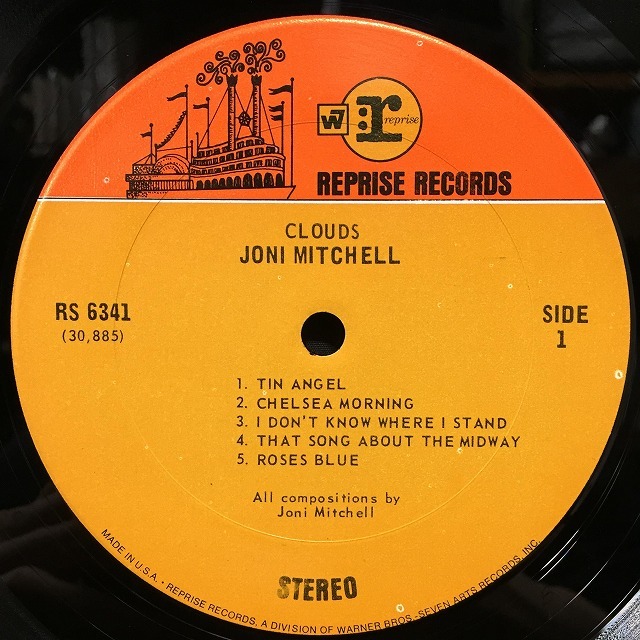 W7 r reprise
REPRISE RECORDS
CLOUDS
JONI MITCHELL
RS 6341
(30,885)
SIDE
1
1. TIN ANGEL
2. CHELSEA MORNING
3. I DON'T KNOW WHERE I STAND
4. THAT SONG ABOUT THE MIDWAY
5. ROSES BLUE
All compositions by
Joni Mitchell
STEREO
MADE IN U.S.A. • REPRISE RECORDS, A DIVISION OF WARNER BROS.-SEVEN ARTS RECORDS, INC.